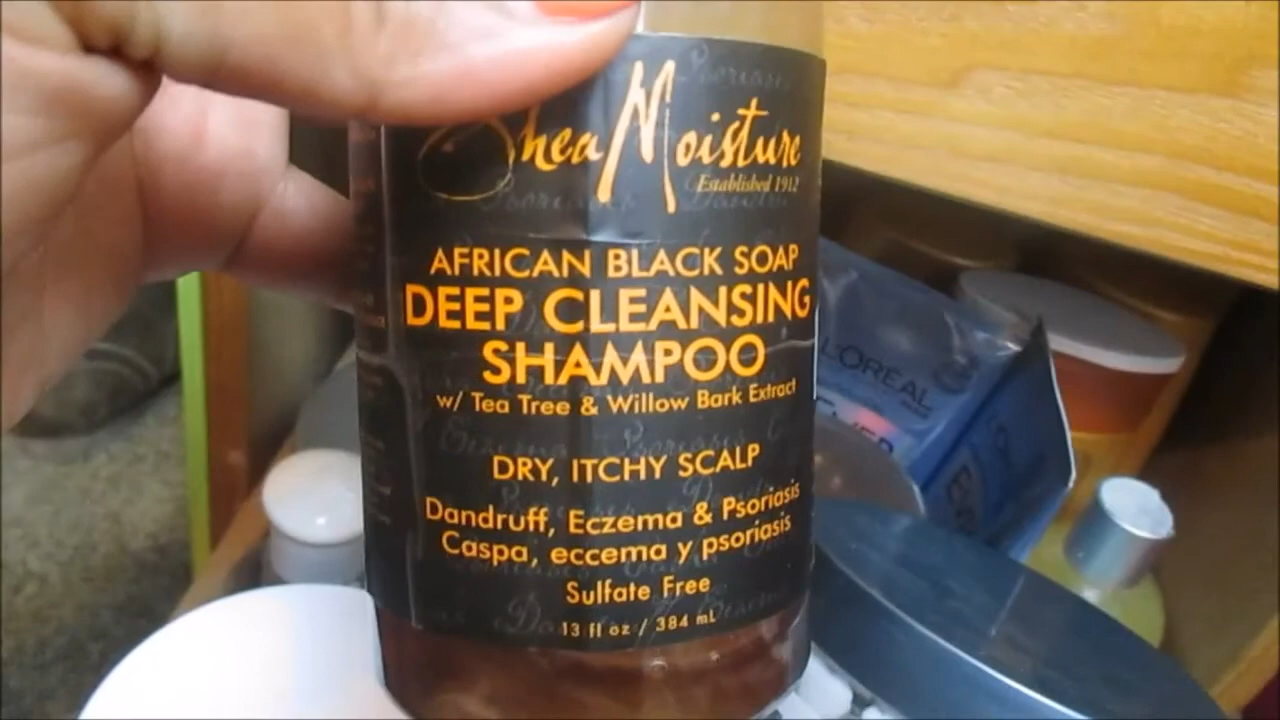 SheaMoisture
Established 1912
AFRICAN BLACK SOAP
DEEP CLEANSING
SHAMPOO
w/ Tea Tree & Willow Bark Extract
DRY, ITCHY SCALP
Dandruff, Eczema & Psoriasis
Caspa, eccema y psoriasis
Sulfate Free
13 fl oz / 384 mL
L'ORÉAL